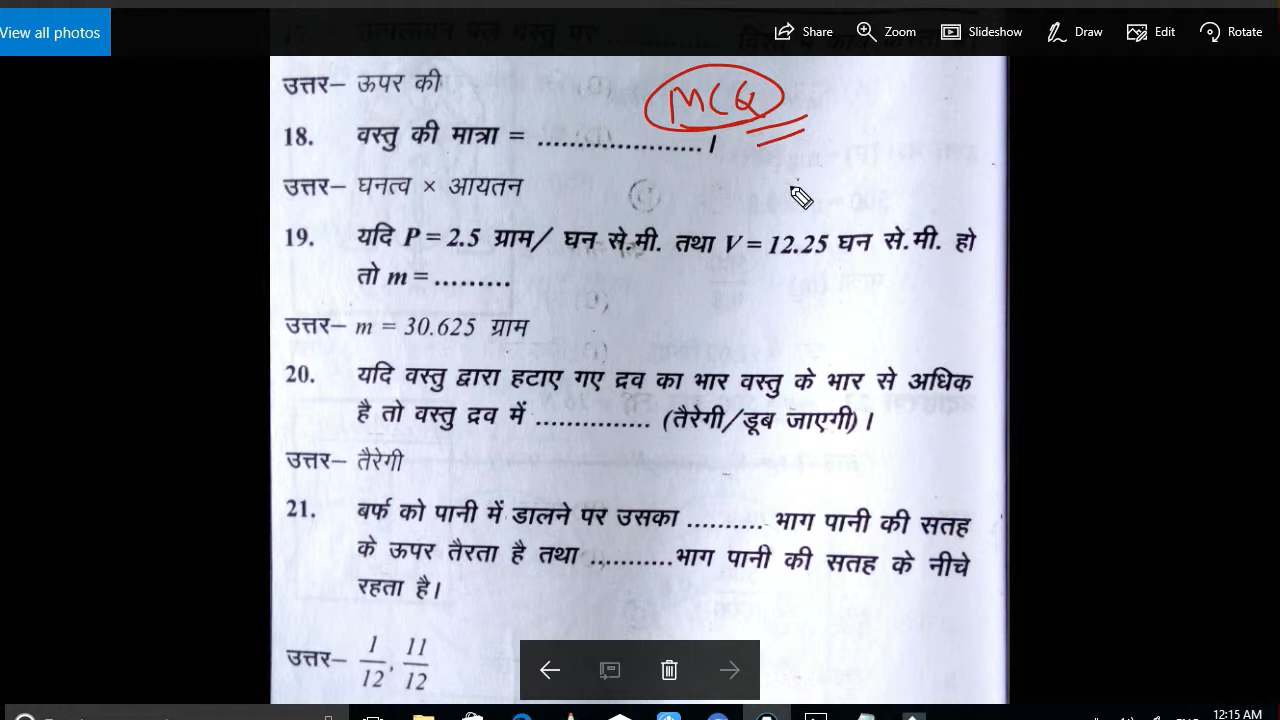 View all photos
Share
Zoom
Slideshow
Draw
Edit
Rotate
उत्तर– ऊपर की
MCQ
18. वस्तु की मात्रा = ..................... ।
उत्तर– घनत्व × आयतन
19. यदि P = 2.5 ग्राम/ घन से.मी. तथा V = 12.25 घन से.मी. हो
तो m = .........
उत्तर– m = 30.625 ग्राम
20. यदि वस्तु द्वारा हटाए गए द्रव का भार वस्तु के भार से अधिक
है तो वस्तु द्रव में ............... (तैरेगी/डूब जाएगी)।
उत्तर– तैरेगी
21. बर्फ को पानी में डालने पर उसका .......... भाग पानी की सतह
के ऊपर तैरता है तथा ........... भाग पानी की सतह के नीचे
रहता है।
उत्तर– 1/12, 11/12
12:15 AM